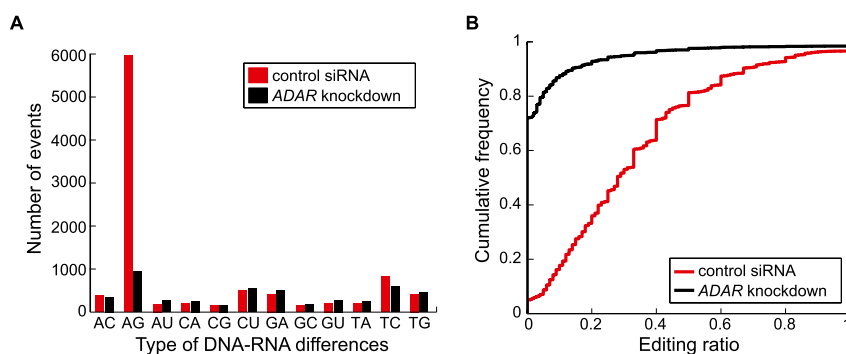 A
6000
5000
4000
3000
2000
1000
0
Number of events
control siRNA
ADAR knockdown
AC AG AU CA CG CU GA GC GU TA TC TG
Type of DNA-RNA differences
B
1
0.8
0.6
0.4
0.2
0
Cumulative frequency
control siRNA
ADAR knockdown
0 0.2 0.4 0.6 0.8 1
Editing ratio